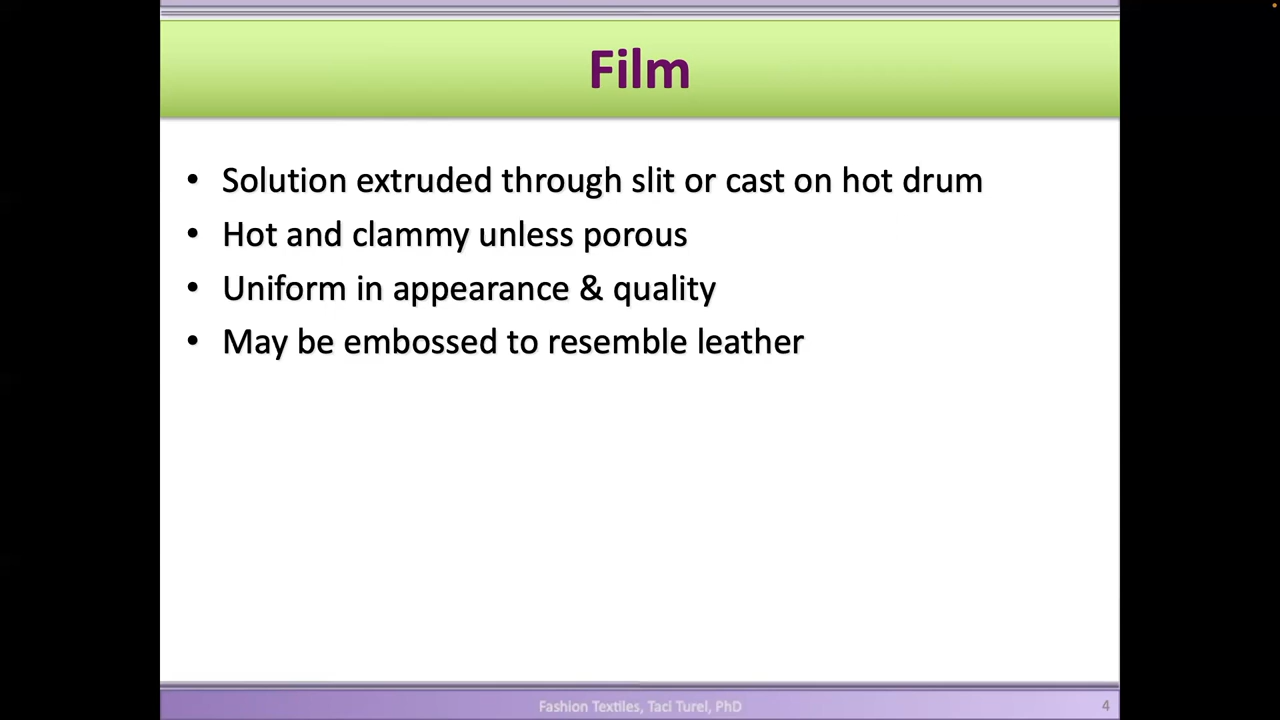 Film
• Solution extruded through slit or cast on hot drum
• Hot and clammy unless porous
• Uniform in appearance & quality
• May be embossed to resemble leather
Fashion Textiles, Taci Turel, PhD
4